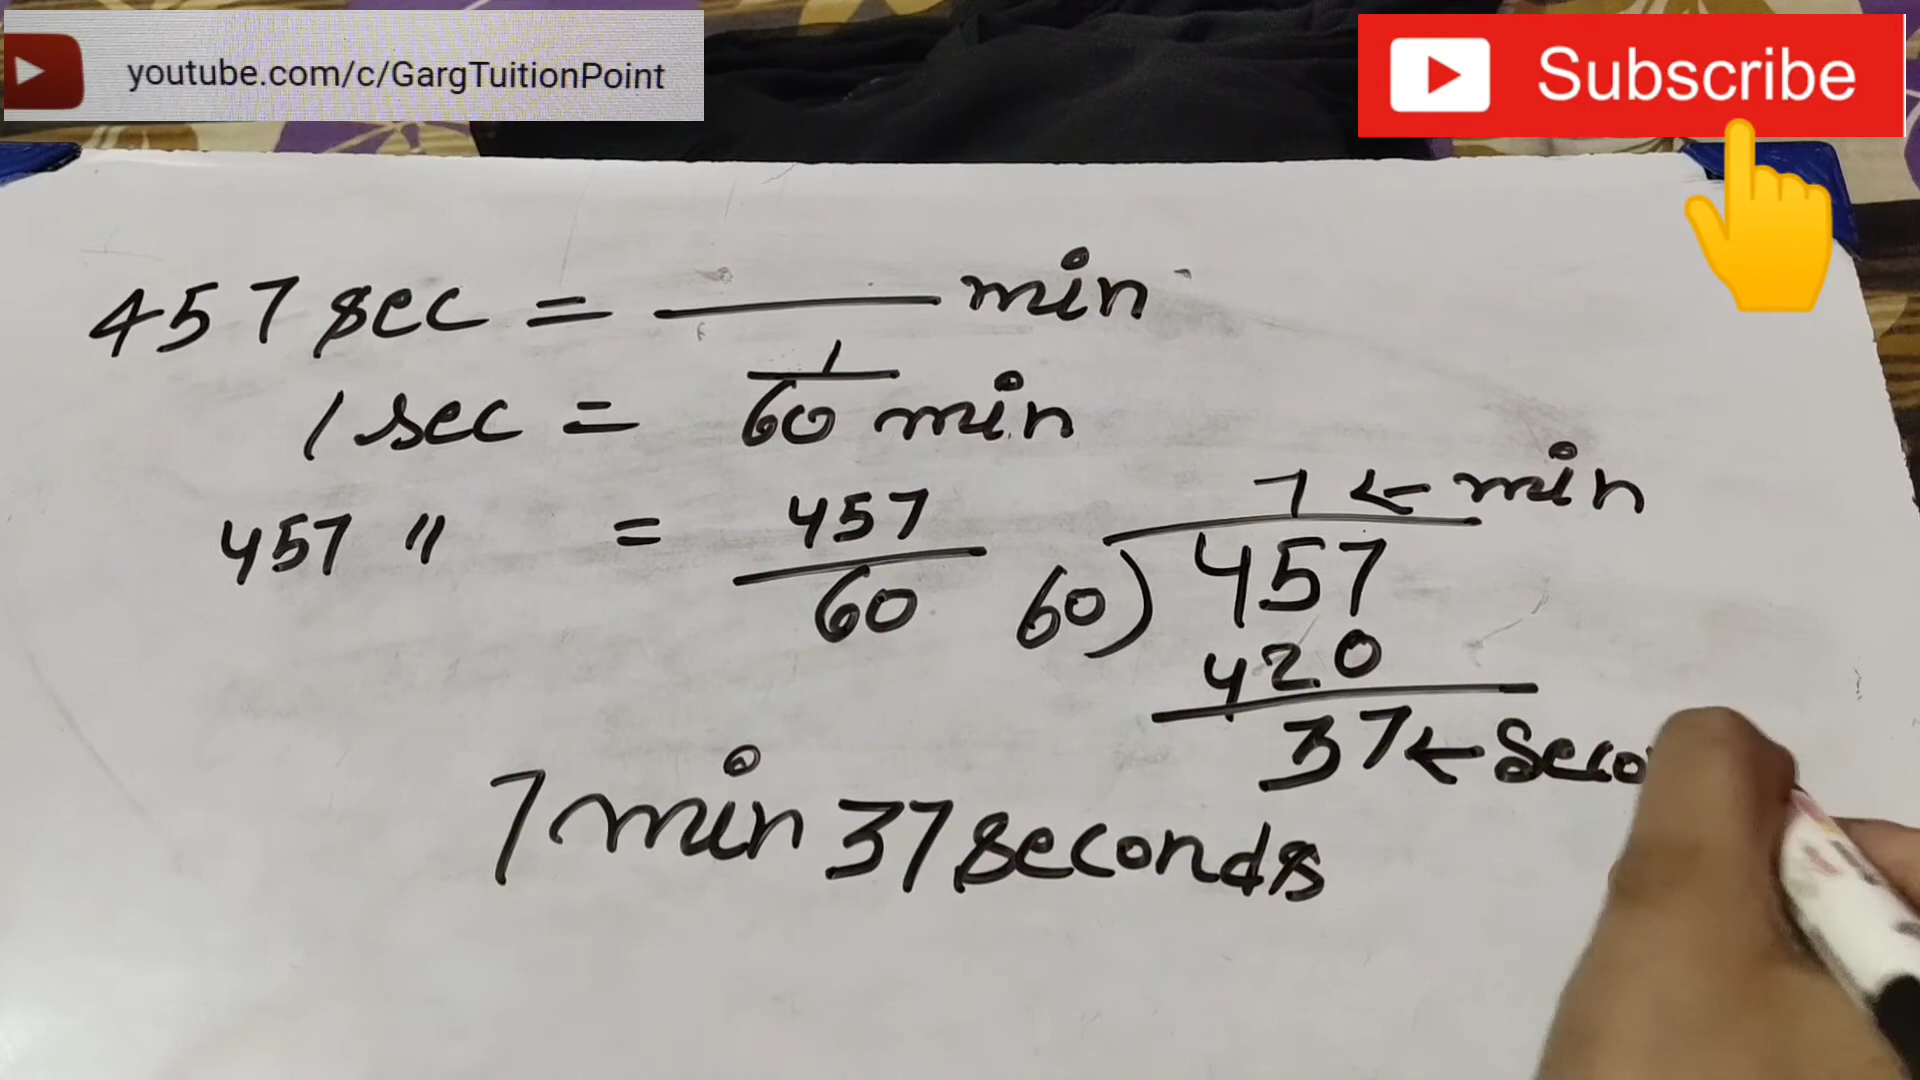 youtube.com/c/GargTuitionPoint
Subscribe
457 sec = ____ min
1 sec = 1/60 min
457 〃 = 457/60
7 ← min
60) 457
420
37 ← Seco
7 min 37 seconds